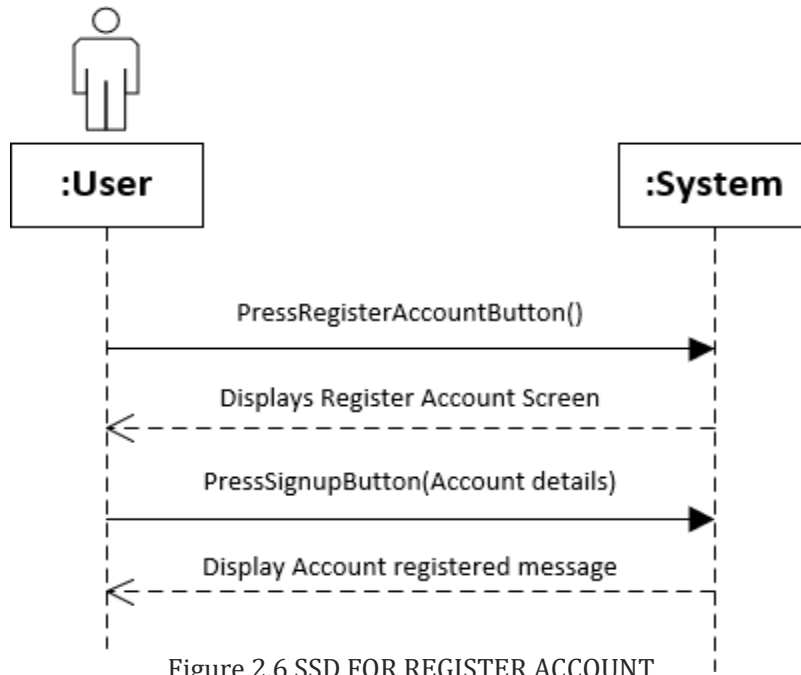 :User
:System
PressRegisterAccountButton()
Displays Register Account Screen
PressSignupButton(Account details)
Display Account registered message
Figure 2.6 SSD FOR REGISTER ACCOUNT